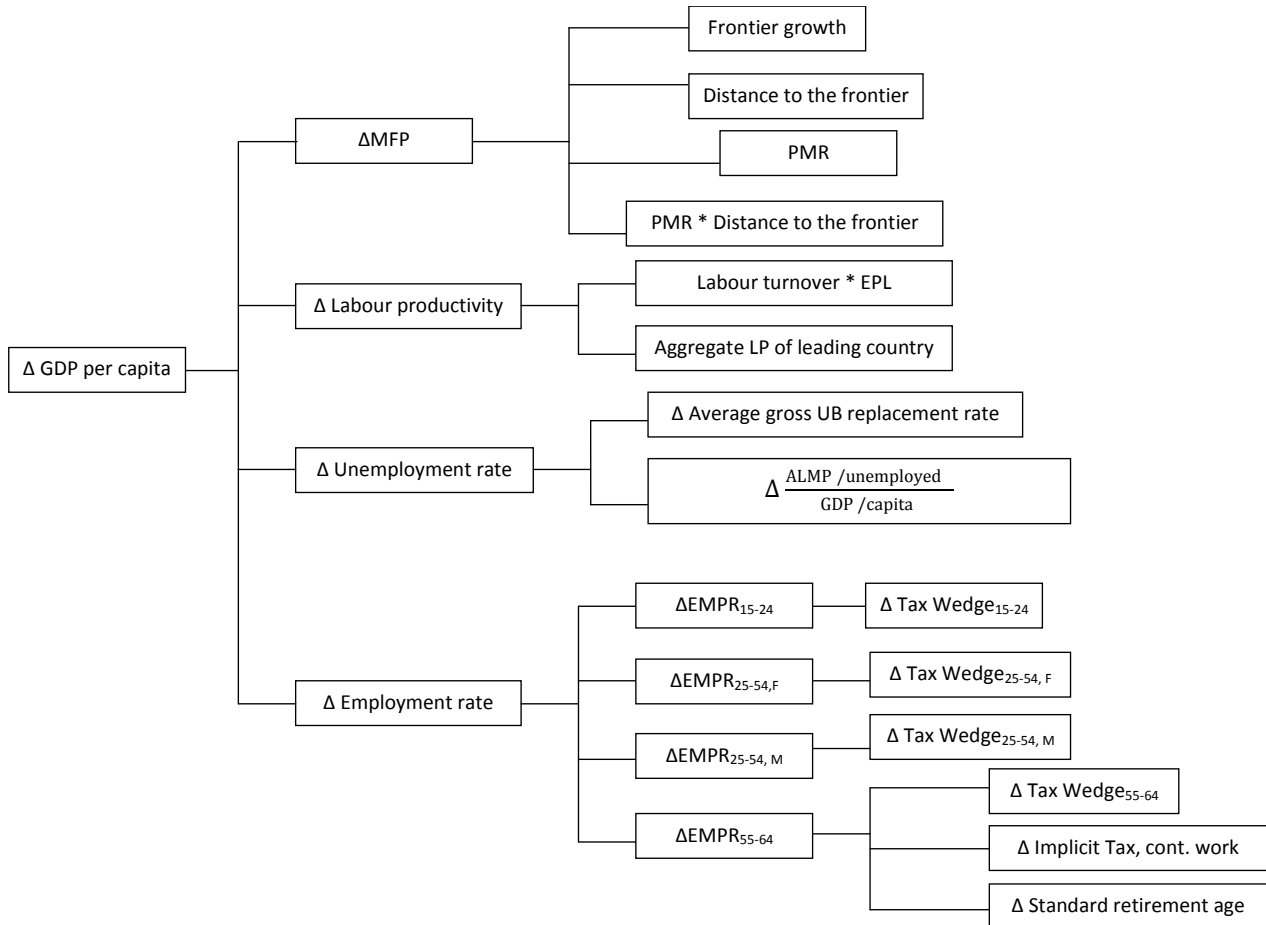 Frontier growth
Distance to the frontier
ΔMFP
PMR
PMR * Distance to the frontier
Labour turnover * EPL
Δ Labour productivity
Aggregate LP of leading country
Δ GDP per capita
Δ Average gross UB replacement rate
Δ Unemployment rate
Δ ALMP /unemployed
GDP /capita
ΔEMPR15-24
Δ Tax Wedge15-24
ΔEMPR25-54,F
Δ Tax Wedge25-54, F
Δ Employment rate
ΔEMPR25-54, M
Δ Tax Wedge25-54, M
Δ Tax Wedge55-64
ΔEMPR55-64
Δ Implicit Tax, cont. work
Δ Standard retirement age